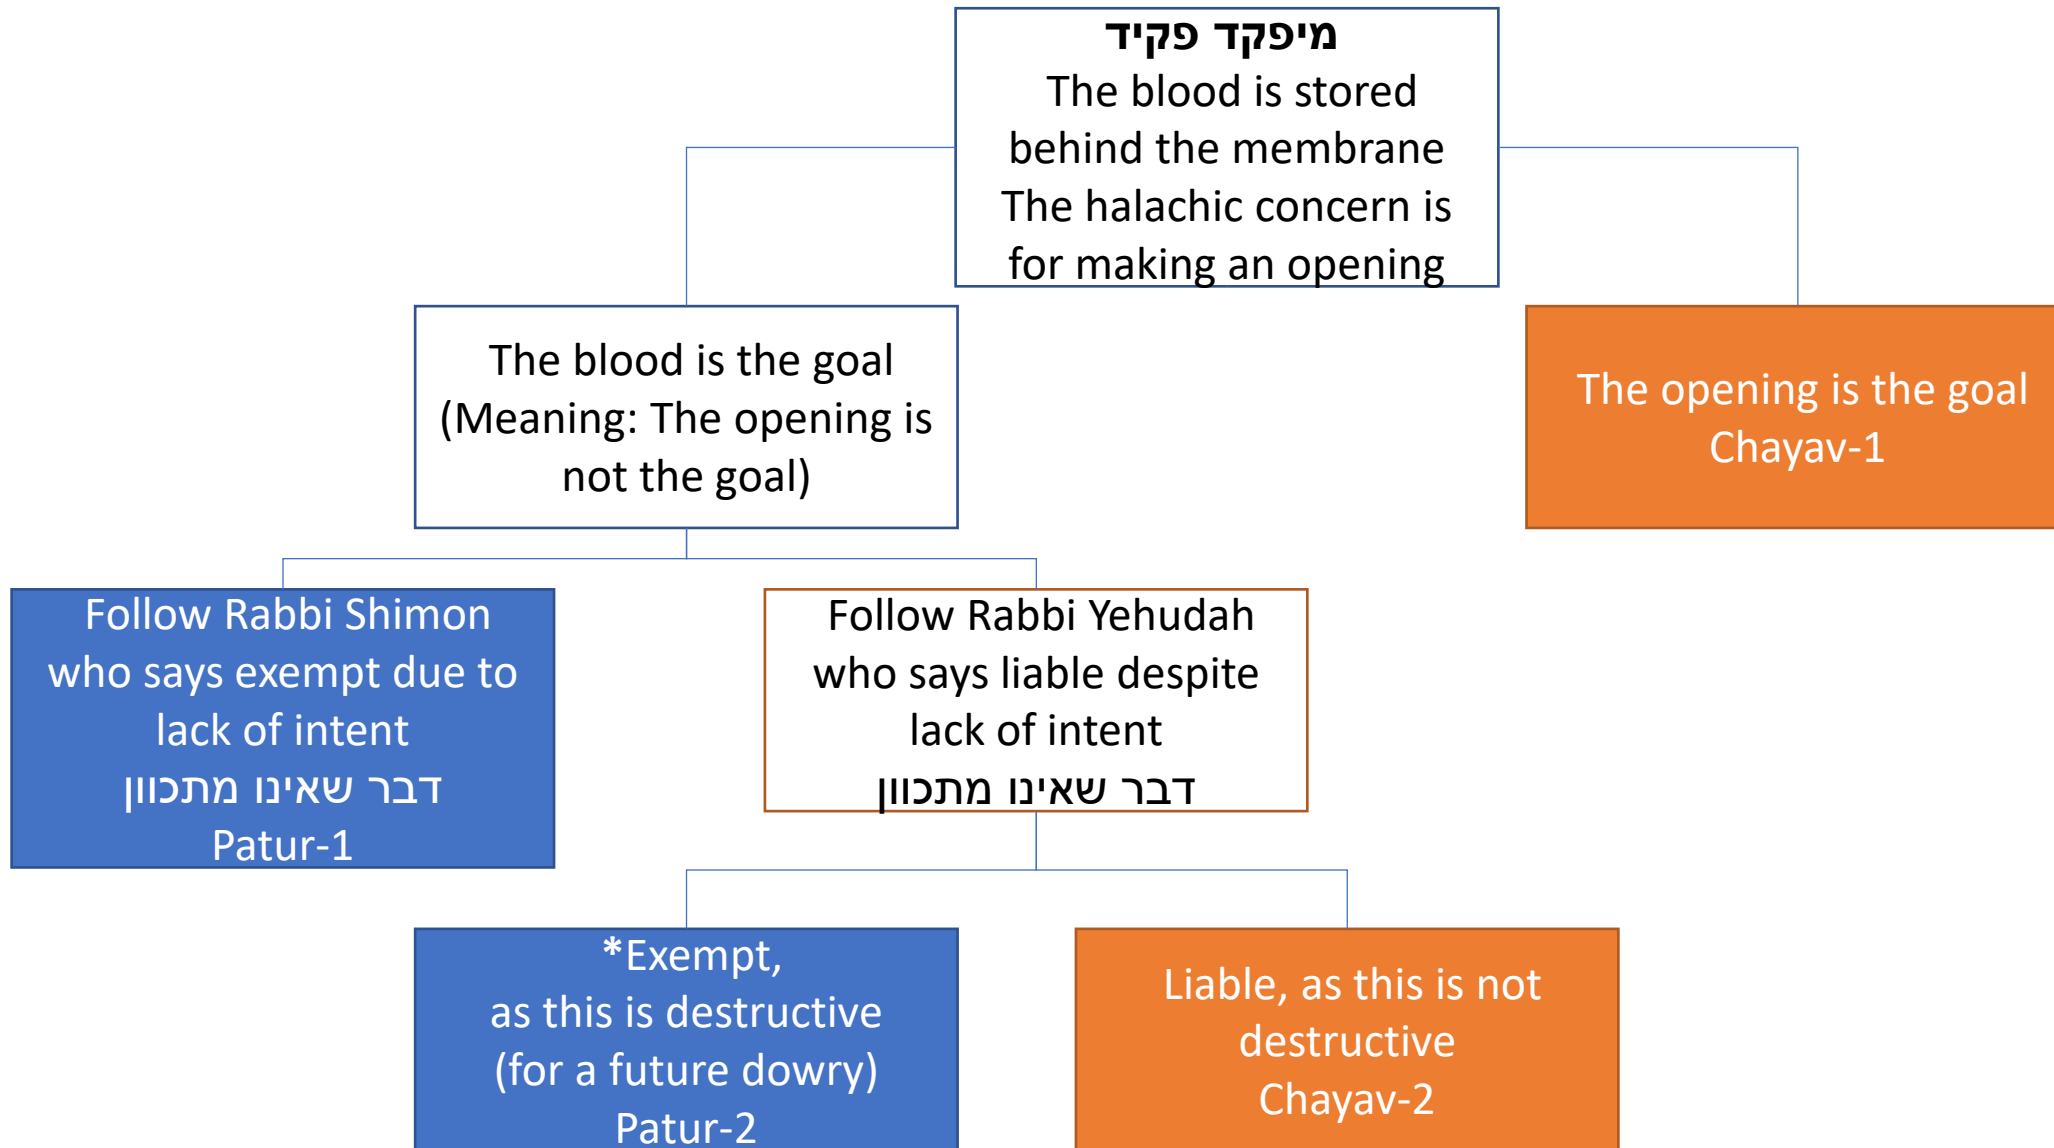 מיפקד פקיד
The blood is stored
behind the membrane
The halachic concern is
for making an opening
The blood is the goal
(Meaning: The opening is
not the goal)
The opening is the goal
Chayav-1
Follow Rabbi Shimon
who says exempt due to
lack of intent
דבר שאינו מתכוון
Patur-1
Follow Rabbi Yehudah
who says liable despite
lack of intent
דבר שאינו מתכוון
*Exempt,
as this is destructive
(for a future dowry)
Patur-2
Liable, as this is not
destructive
Chayav-2